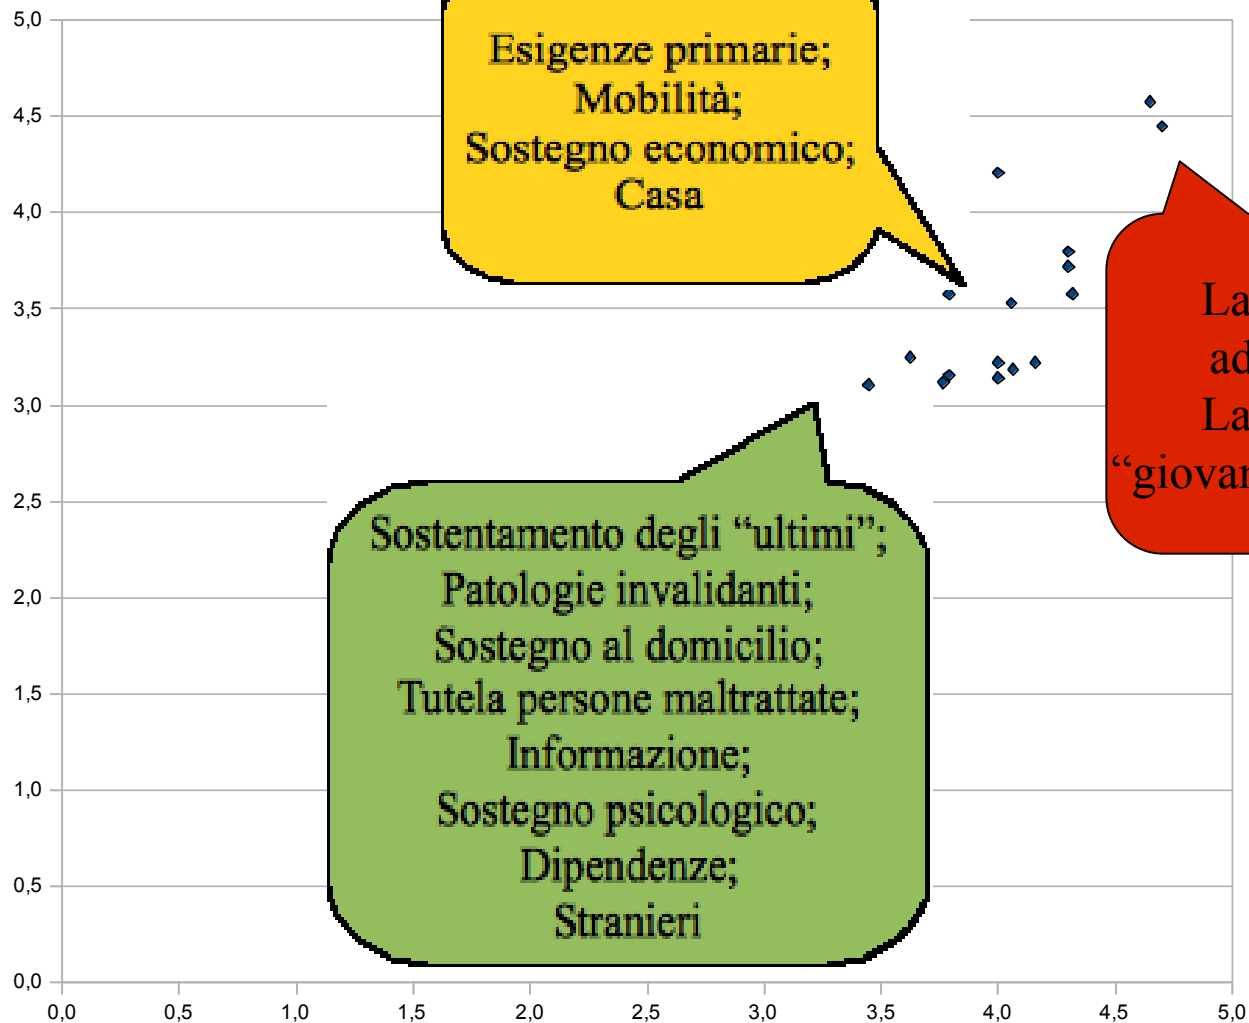 5,0
4,5
4,0
3,5
3,0
2,5
2,0
1,5
1,0
0,5
0,0
Esigenze primarie;
Mobilità;
Sostegno economico;
Casa
La
ad
La
Sostentamento degli “ultimi”;
Patologie invalidanti;
Sostegno al domicilio;
Tutela persone maltrattate;
Informazione;
Sostegno psicologico;
Dipendenze;
Stranieri
0,0 0,5 1,0 1,5 2,0 2,5 3,0 3,5 4,0 4,5 5,0